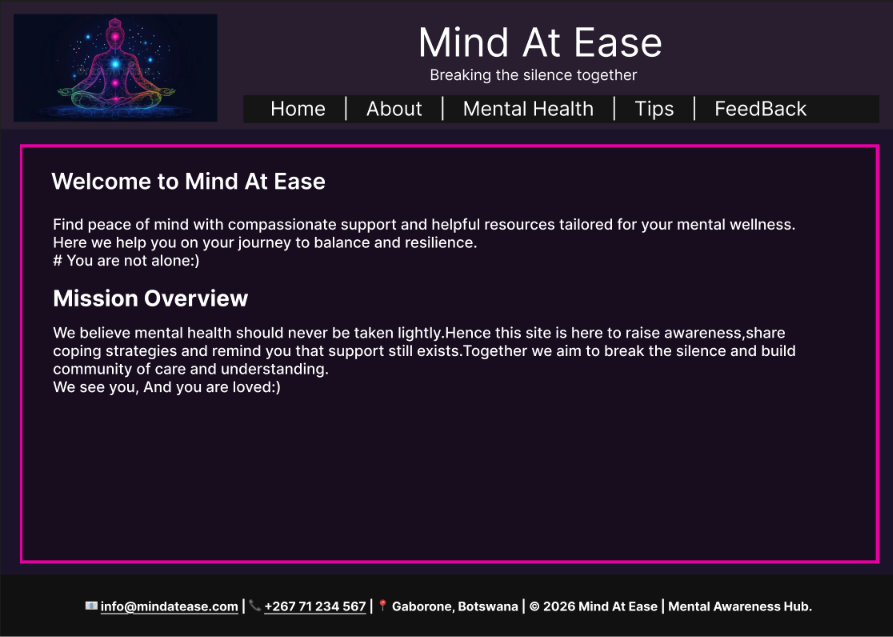 Mind At Ease
Breaking the silence together
Home | About | Mental Health | Tips | FeedBack
Welcome to Mind At Ease
Find peace of mind with compassionate support and helpful resources tailored for your mental wellness.
Here we help you on your journey to balance and resilience.
# You are not alone:)
Mission Overview
We believe mental health should never be taken lightly.Hence this site is here to raise awareness,share
coping strategies and remind you that support still exists.Together we aim to break the silence and build
community of care and understanding.
We see you, And you are loved:)
📧 info@mindatease.com | 📞 +267 71 234 567 | 📍 Gaborone, Botswana | © 2026 Mind At Ease | Mental Awareness Hub.